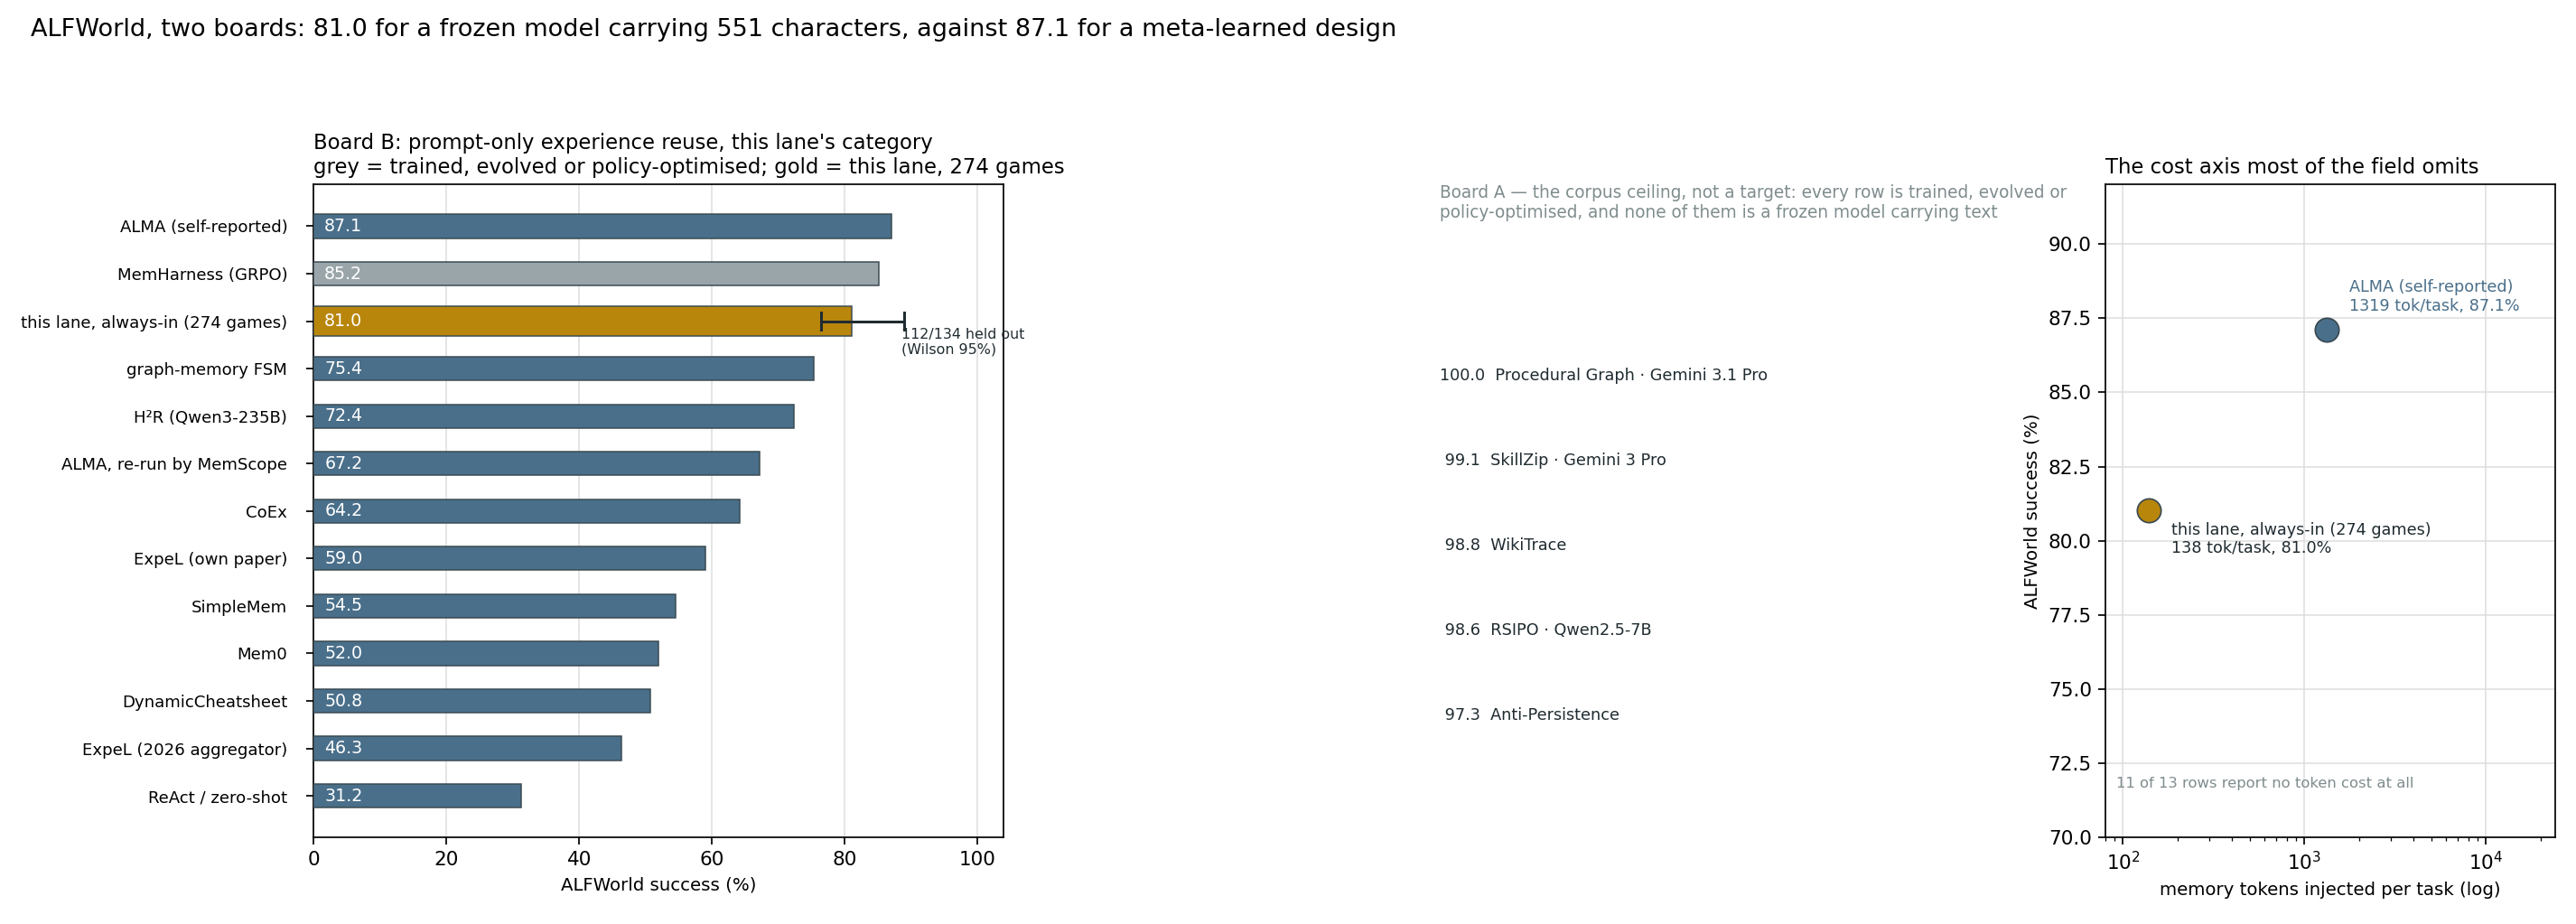 ALFWorld, two boards: 81.0 for a frozen model carrying 551 characters, against 87.1 for a meta-learned design
Board B: prompt-only experience reuse, this lane's category
grey = trained, evolved or policy-optimised; gold = this lane, 274 games
ALMA (self-reported) 87.1
MemHarness (GRPO) 85.2
this lane, always-in (274 games) 81.0
112/134 held out
(Wilson 95%)
graph-memory FSM 75.4
H²R (Qwen3-235B) 72.4
ALMA, re-run by MemScope 67.2
CoEx 64.2
ExpeL (own paper) 59.0
SimpleMem 54.5
Mem0 52.0
DynamicCheatsheet 50.8
ExpeL (2026 aggregator) 46.3
ReAct / zero-shot 31.2
0 20 40 60 80 100
ALFWorld success (%)
Board A — the corpus ceiling, not a target: every row is trained, evolved or
policy-optimised, and none of them is a frozen model carrying text
100.0 Procedural Graph · Gemini 3.1 Pro
99.1 SkillZip · Gemini 3 Pro
98.8 WikiTrace
98.6 RSIPO · Qwen2.5-7B
97.3 Anti-Persistence
The cost axis most of the field omits
ALFWorld success (%)
90.0
87.5
85.0
82.5
80.0
77.5
75.0
72.5
70.0
ALMA (self-reported)
1319 tok/task, 87.1%
this lane, always-in (274 games)
138 tok/task, 81.0%
11 of 13 rows report no token cost at all
10² 10³ 10⁴
memory tokens injected per task (log)